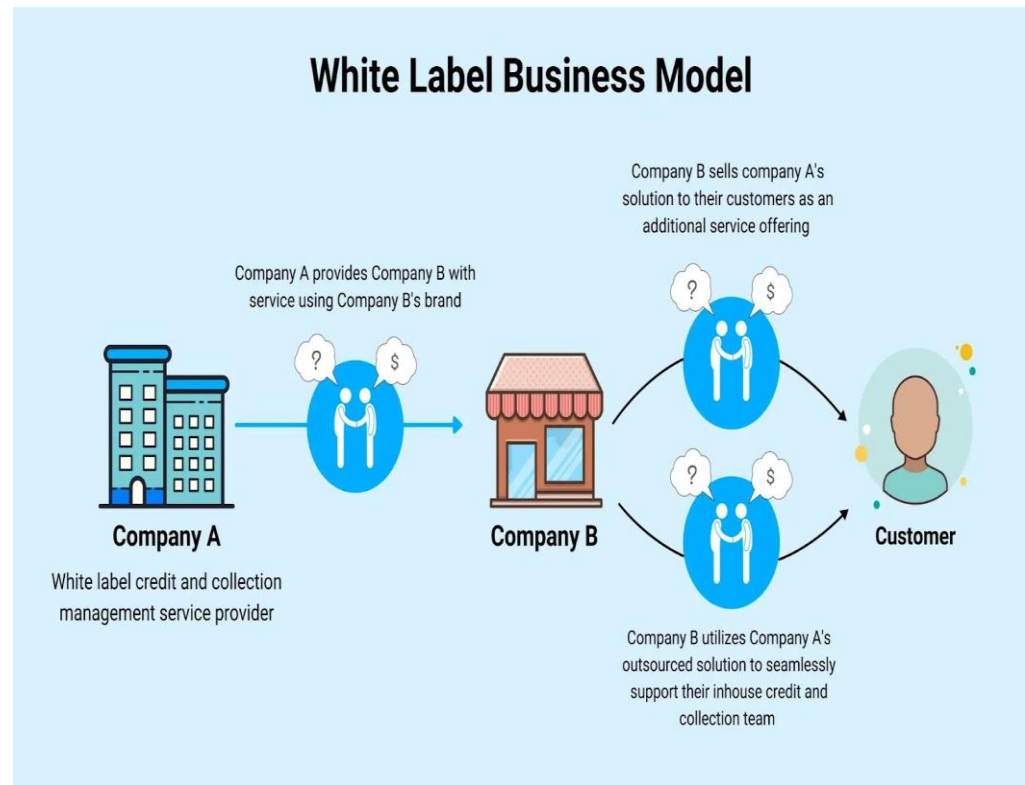 White Label Business Model
Company B sells company A's
solution to their customers as an
additional service offering
Company A provides Company B with
service using Company B's brand
?
$
?
$
Company A
White label credit and collection
management service provider
Company B
?
$
Customer
Company B utilizes Company A's
outsourced solution to seamlessly
support their inhouse credit and
collection team